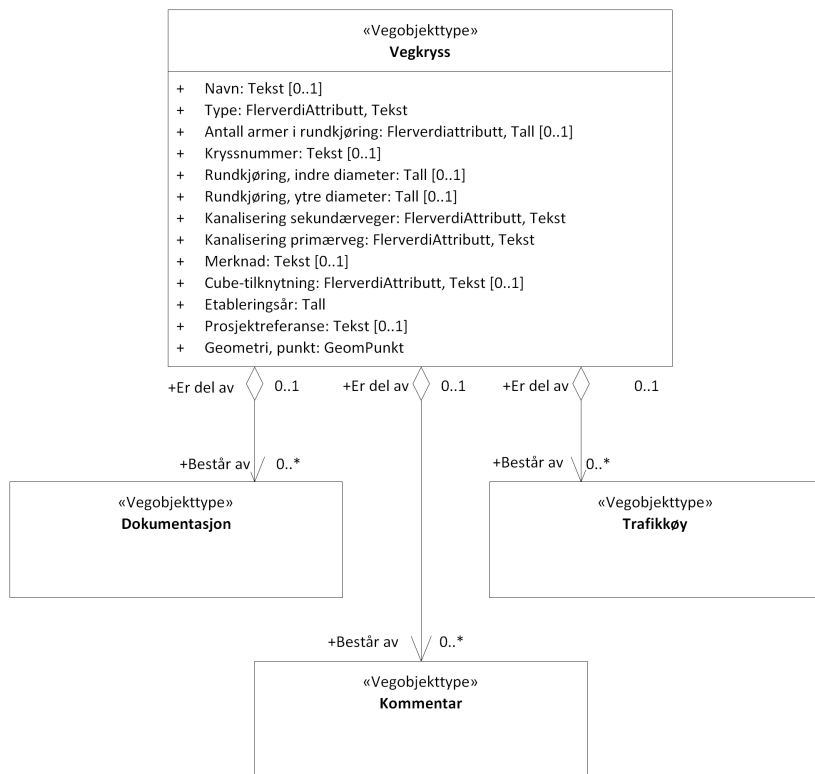 «Vegobjekttype»
Vegkryss
+ Navn: Tekst [0..1]
+ Type: FlerverdiAttributt, Tekst
+ Antall armer i rundkjøring: Flerverdiattributt, Tall [0..1]
+ Kryssnummer: Tekst [0..1]
+ Rundkjøring, indre diameter: Tall [0..1]
+ Rundkjøring, ytre diameter: Tall [0..1]
+ Kanalisering sekundærveger: FlerverdiAttributt, Tekst
+ Kanalisering primærveg: FlerverdiAttributt, Tekst
+ Merknad: Tekst [0..1]
+ Cube-tilknytning: FlerverdiAttributt, Tekst [0..1]
+ Etableringsår: Tall
+ Prosjektreferanse: Tekst [0..1]
+ Geometri, punkt: GeomPunkt
+Er del av 0..1 +Er del av 0..1 +Er del av 0..1
+Består av 0..* +Består av 0..*
«Vegobjekttype» «Vegobjekttype»
Dokumentasjon Trafikkøy
+Består av 0..*
«Vegobjekttype»
Kommentar